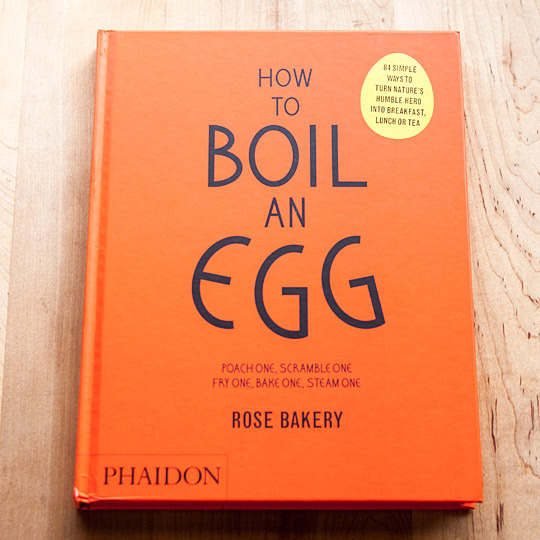 HOW
TO
BOIL
AN
EGG
84 SIMPLE
WAYS TO
TURN NATURE'S
HUMBLE HERO
INTO BREAKFAST,
LUNCH OR TEA
POACH ONE, SCRAMBLE ONE
FRY ONE, BAKE ONE, STEAM ONE
ROSE BAKERY
PHAIDON